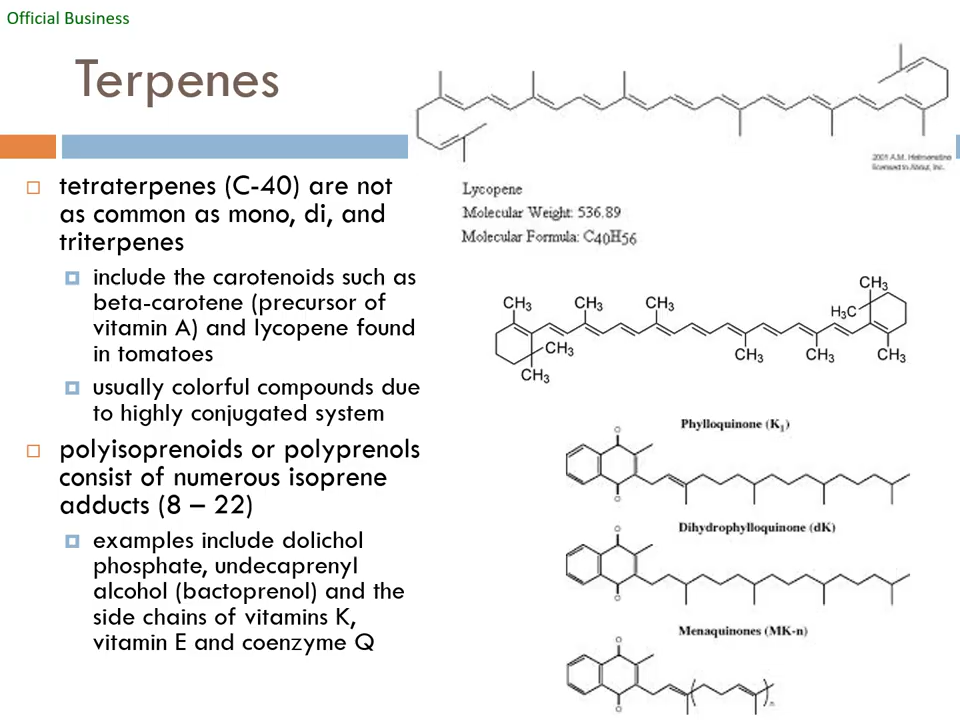 Official Business
Terpenes
2001 A.M. Helmenstine
licensed to About, Inc.
tetraterpenes (C-40) are not
as common as mono, di, and
triterpenes
include the carotenoids such as
beta-carotene (precursor of
vitamin A) and lycopene found
in tomatoes
usually colorful compounds due
to highly conjugated system
polyisoprenoids or polyprenols
consist of numerous isoprene
adducts (8 – 22)
examples include dolichol
phosphate, undecaprenyl
alcohol (bactoprenol) and the
side chains of vitamins K,
vitamin E and coenzyme Q
Lycopene
Molecular Weight: 536.89
Molecular Formula: C40H56
CH3
H3C
CH3 CH3 CH3
CH3
CH3
CH3 CH3 CH3
Phylloquinone (K1)
O
O
Dihydrophylloquinone (dK)
O
O
Menaquinones (MK-n)
O
O
n